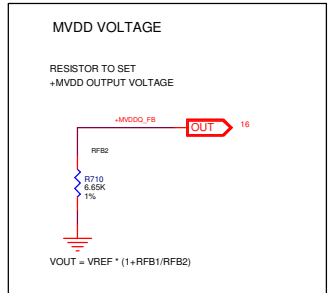 MVDD VOLTAGE
RESISTOR TO SET
+MVDD OUTPUT VOLTAGE
+MVDDQ_FB
OUT
16
RFB2
R710
6.65K
1%
VOUT = VREF * (1+RFB1/RFB2)